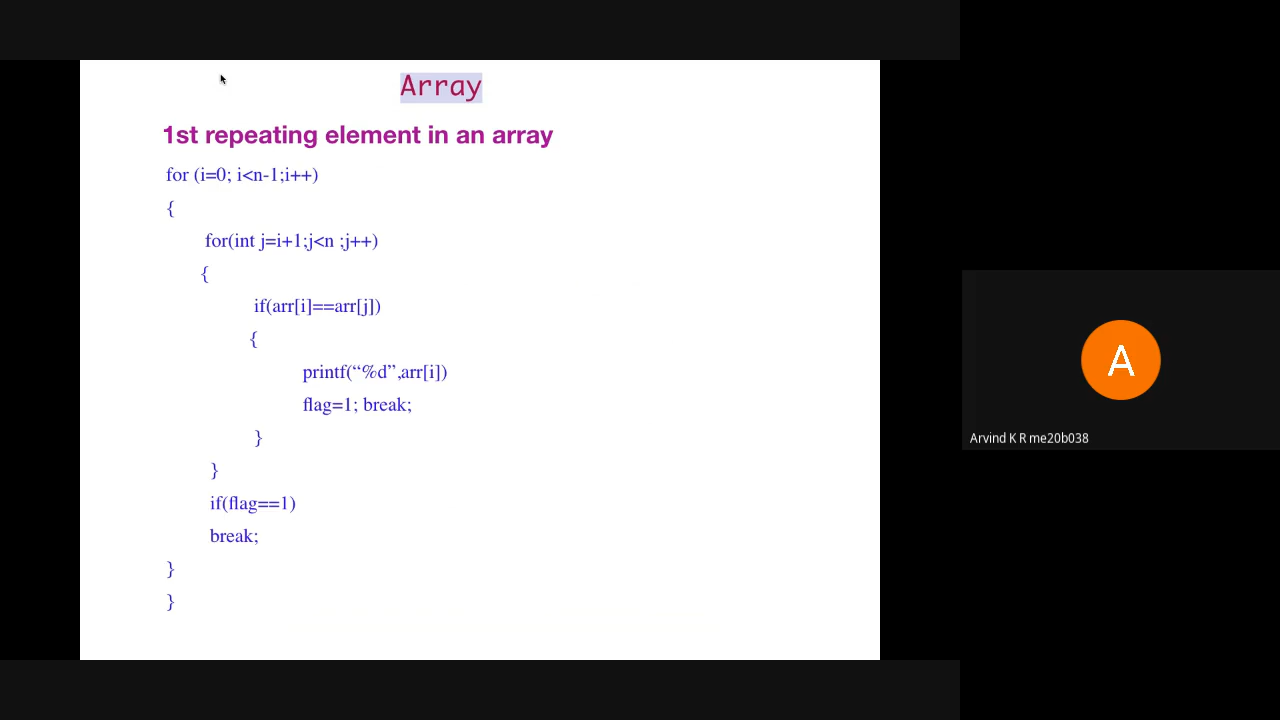 Array
1st repeating element in an array
for (i=0; i<n-1;i++)
{
for(int j=i+1;j<n ;j++)
{
if(arr[i]==arr[j])
{
printf(“%d”,arr[i])
flag=1; break;
}
}
if(flag==1)
break;
}
}
A
Arvind K R me20b038